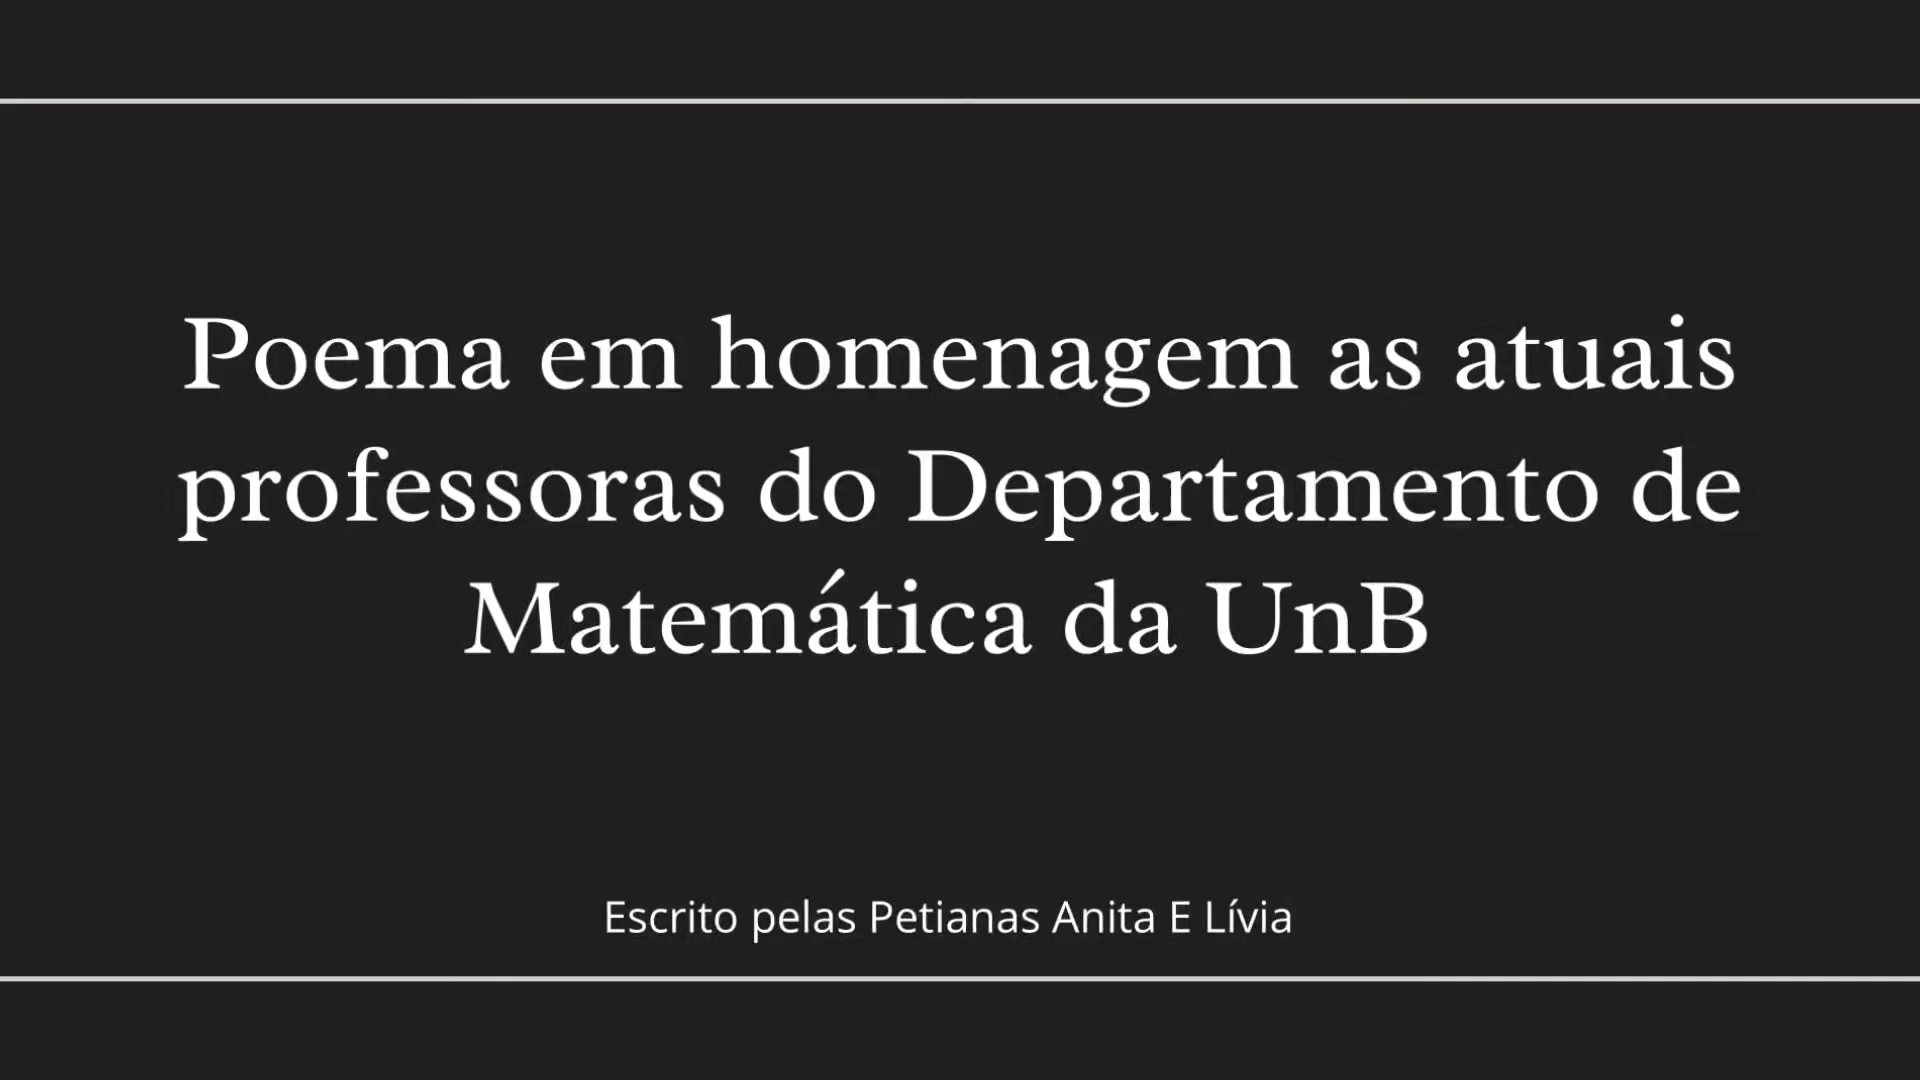 Poema em homenagem as atuais
professoras do Departamento de
Matemática da UnB
Escrito pelas Petianas Anita E Lívia